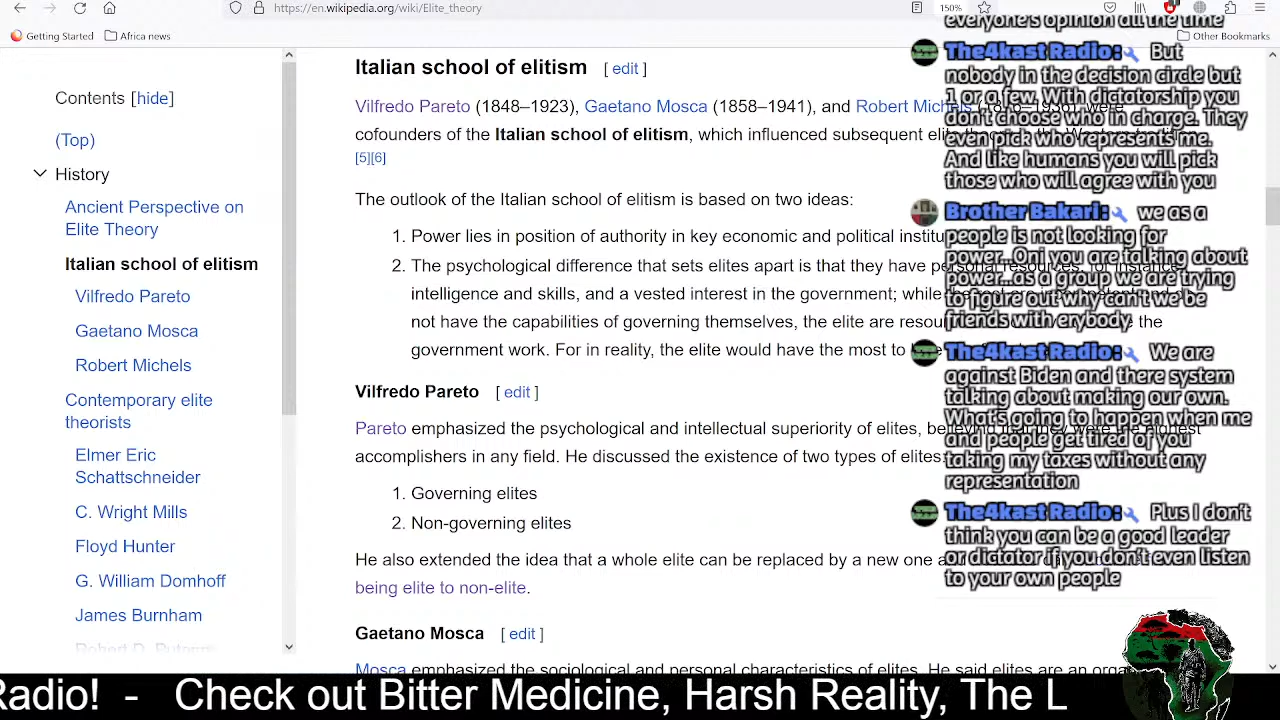 https://en.wikipedia.org/wiki/Elite_theory
150%
Getting Started
Africa news
Other Bookmarks
Contents [hide]
(Top)
History
Ancient Perspective on
Elite Theory
Italian school of elitism
Vilfredo Pareto
Gaetano Mosca
Robert Michels
Contemporary elite
theorists
Elmer Eric
Schattschneider
C. Wright Mills
Floyd Hunter
G. William Domhoff
James Burnham
Italian school of elitism [ edit ]
Vilfredo Pareto (1848–1923), Gaetano Mosca (1858–1941), and Robert Michels
cofounders of the Italian school of elitism, which influenced subsequent
[5][6]
The outlook of the Italian school of elitism is based on two ideas:
1. Power lies in position of authority in key economic and political
2. The psychological difference that sets elites apart is that they have personal resources, for instance
intelligence and skills, and a vested interest in the government; while
not have the capabilities of governing themselves, the elite are the
government work. For in reality, the elite would have the most to
Vilfredo Pareto [ edit ]
Pareto emphasized the psychological and intellectual superiority of elites, highest
accomplishers in any field. He discussed the existence of two types of elites:
1. Governing elites
2. Non-governing elites
He also extended the idea that a whole elite can be replaced by a new one
being elite to non-elite.
Gaetano Mosca [ edit ]
Mosca emphasized the sociological and personal characteristics of elites. He said elites are an
everyone's opinion all the time
The4kast Radio: But
nobody in the decision circle but
1 or a few. With dictatorship you
don't choose who in charge. They
even pick who represents me.
And like humans you will pick
those who will agree with you
Brother Bakari: we as a
people is not looking for
power...Oni you are talking about
power...as a group we are trying
to figure out why can't we be
friends with erybody
The4kast Radio: We are
against Biden and there system
talking about making our own.
What's going to happen when me
and people get tired of you
taking my taxes without any
representation
The4kast Radio: Plus I don't
think you can be a good leader
or dictator if you don't even listen
to your own people
Radio! - Check out Bitter Medicine, Harsh Reality, The L